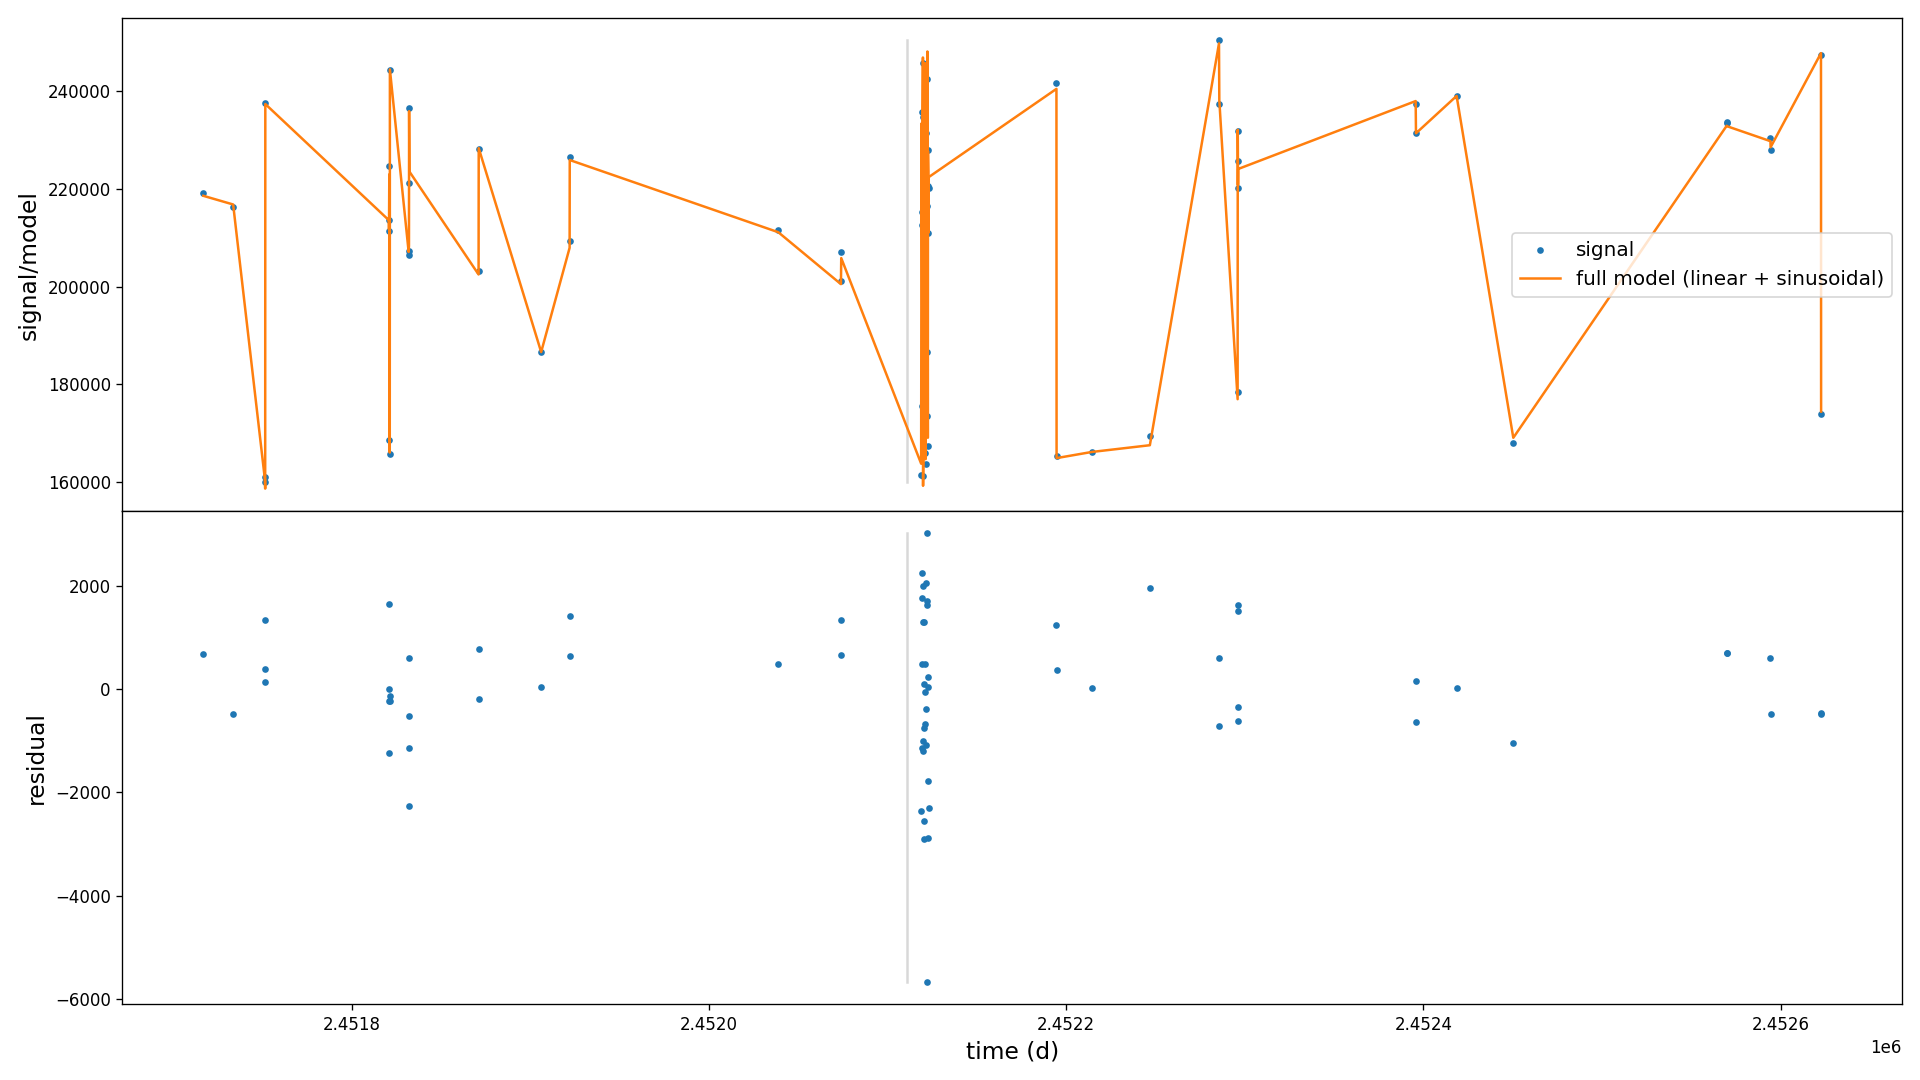 240000
220000
200000
180000
160000
signal/model
signal
full model (linear + sinusoidal)
2000
0
−2000
−4000
−6000
residual
2.4518
2.4520
2.4522
2.4524
2.4526
1e6
time (d)